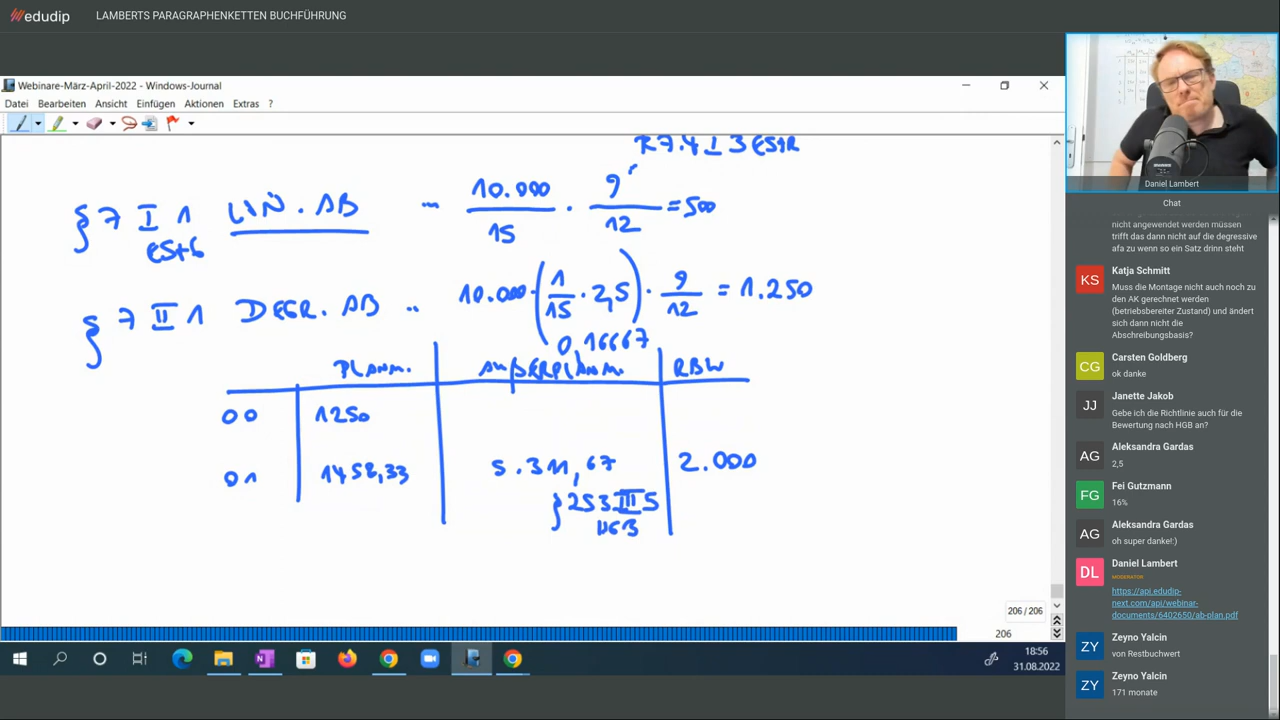 edudip
LAMBERTS PARAGRAPHENKETTEN BUCHFÜHRUNG
Webinare-März-April-2022 - Windows-Journal
Datei Bearbeiten Ansicht Einfügen Aktionen Extras ?
R 7.4 I 3 EStR
§ 7 I 1 LIN. AB 10.000 / 15 · 9 / 12 = 500
EStG
§ 7 II 1 DEGR. AB 10.000 · ( 1 / 15 · 2,5 ) · 9 / 12 = 1.250
0,16667
PLANM. AUßERPLANM. RBW
00 1250
01 1458,33 5.311,67 2.000
§ 253 III 5
HGB
206 / 206
206
18:56
31.08.2022
Daniel Lambert
Chat
nicht angewendet werden müssen
trifft das dann nicht auf die degressive
afa zu wenn so ein Satz drinn steht
KS Katja Schmitt
Muss die Montage nicht auch noch zu
den AK gerechnet werden
(betriebsbereiter Zustand) und ändert
sich dann nicht die
Abschreibungsbasis?
CG Carsten Goldberg
ok danke
JJ Janette Jakob
Gebe ich die Richtlinie auch für die
Bewertung nach HGB an?
AG Aleksandra Gardas
2,5
FG Fei Gutzmann
16%
AG Aleksandra Gardas
oh super danke!:)
DL Daniel Lambert
MODERATOR
https://api.edudip-
next.com/api/webinar-
documents/6402650/ab-plan.pdf
ZY Zeyno Yalcin
von Restbuchwert
ZY Zeyno Yalcin
171 monate